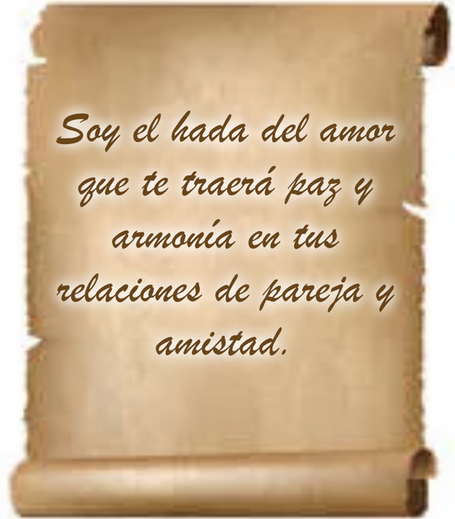 Soy el hada del amor
que te traerá paz y
armonía en tus
relaciones de pareja y
amistad.